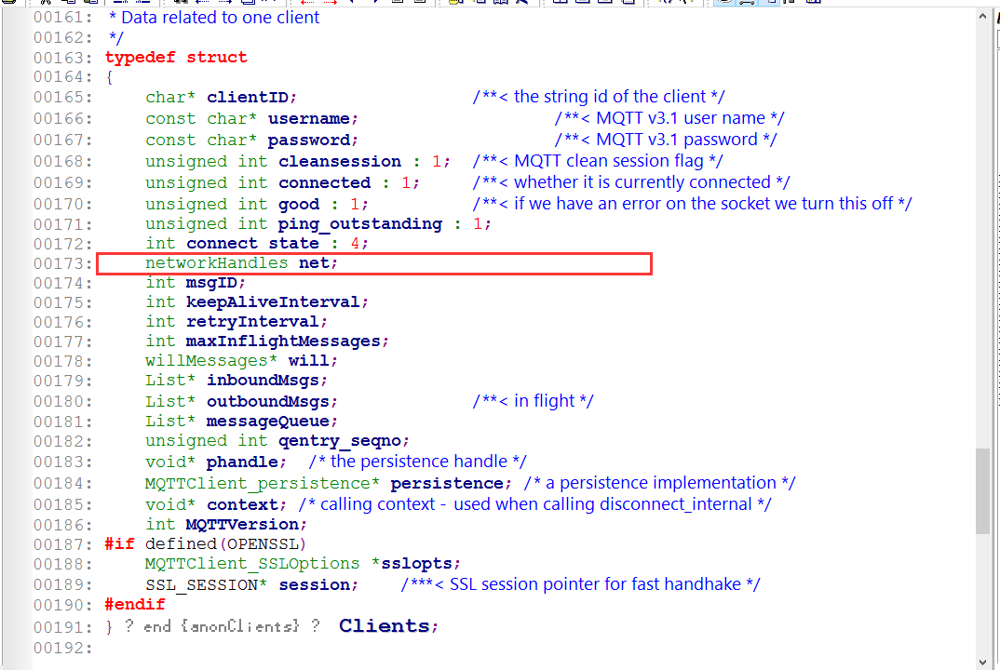 00161: * Data related to one client
00162: */
00163: typedef struct
00164: {
00165: char* clientID; /**< the string id of the client */
00166: const char* username; /**< MQTT v3.1 user name */
00167: const char* password; /**< MQTT v3.1 password */
00168: unsigned int cleansession : 1; /**< MQTT clean session flag */
00169: unsigned int connected : 1; /**< whether it is currently connected */
00170: unsigned int good : 1; /**< if we have an error on the socket we turn this off */
00171: unsigned int ping_outstanding : 1;
00172: int connect state : 4;
00173: networkHandles net;
00174: int msgID;
00175: int keepAliveInterval;
00176: int retryInterval;
00177: int maxInflightMessages;
00178: willMessages* will;
00179: List* inboundMsgs;
00180: List* outboundMsgs; /**< in flight */
00181: List* messageQueue;
00182: unsigned int qentry_seqno;
00183: void* phandle; /* the persistence handle */
00184: MQTTClient_persistence* persistence; /* a persistence implementation */
00185: void* context; /* calling context - used when calling disconnect_internal */
00186: int MQTTVersion;
00187: #if defined(OPENSSL)
00188: MQTTClient_SSLOptions *sslopts;
00189: SSL_SESSION* session; /***< SSL session pointer for fast handhake */
00190: #endif
00191: } ? end {anonClients} ? Clients;
00192: